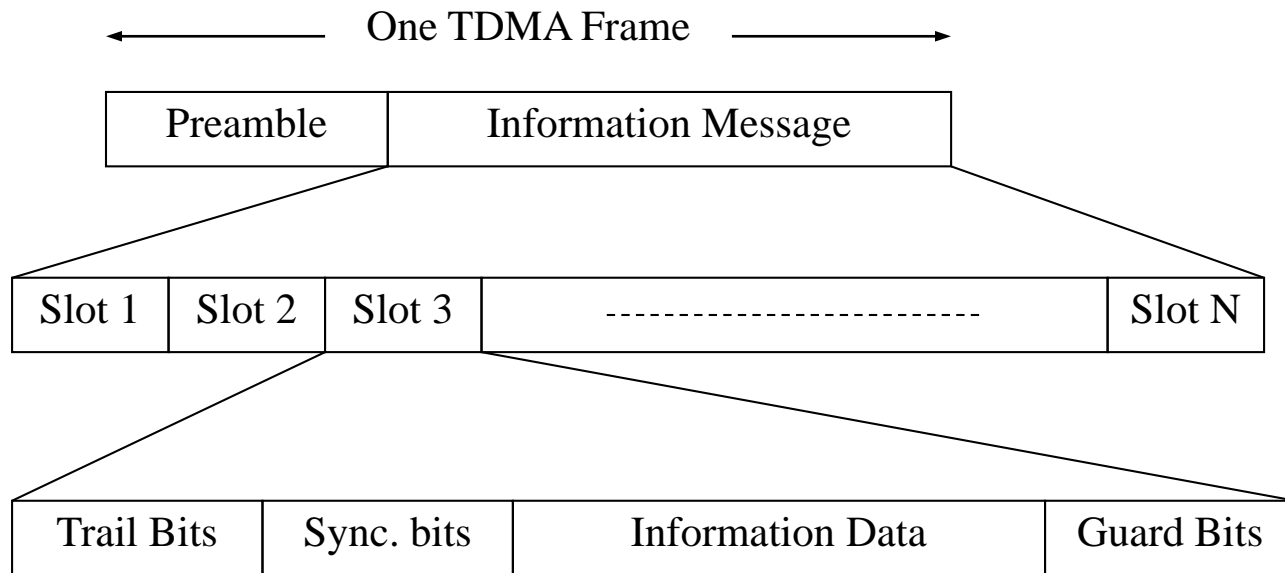 One TDMA Frame
Preamble Information Message
Slot 1 Slot 2 Slot 3 Slot N
Trail Bits Sync. bits Information Data Guard Bits